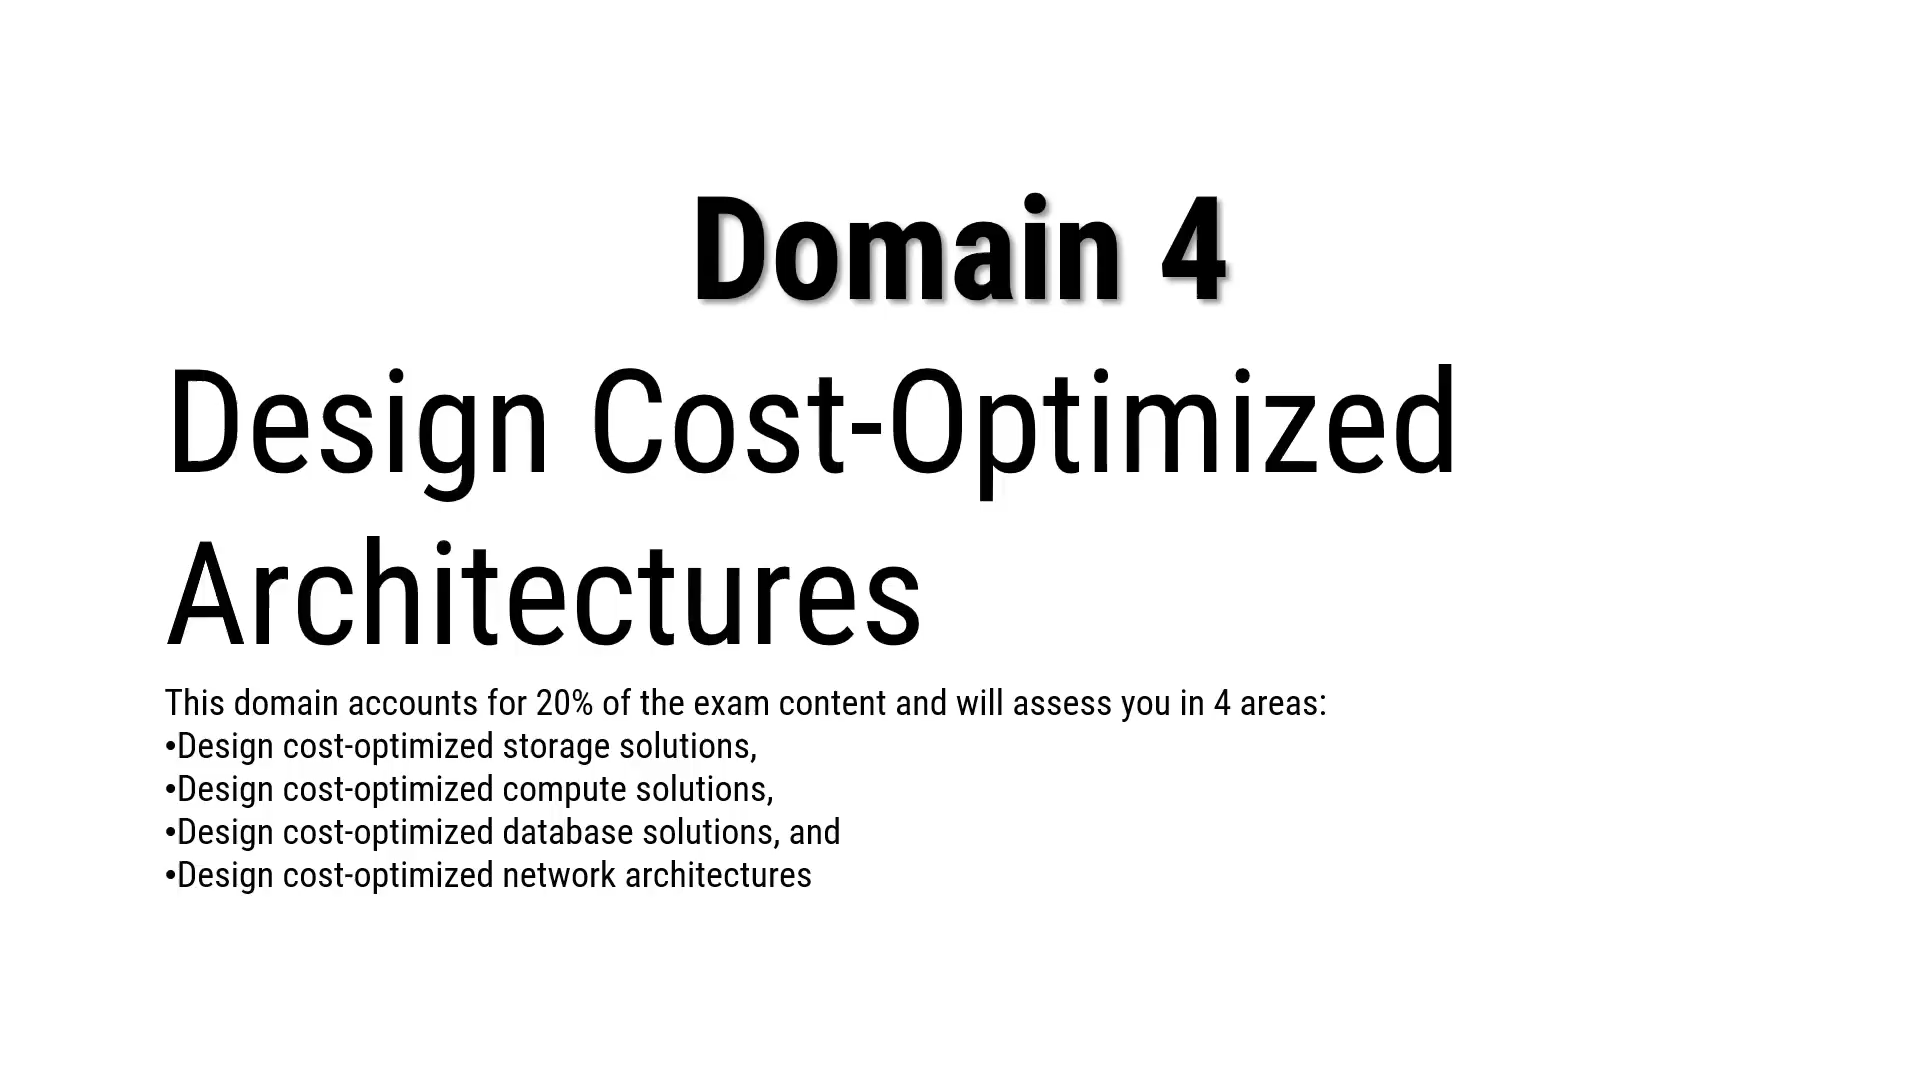 Domain 4
Design Cost-Optimized
Architectures
This domain accounts for 20% of the exam content and will assess you in 4 areas:
•Design cost-optimized storage solutions,
•Design cost-optimized compute solutions,
•Design cost-optimized database solutions, and
•Design cost-optimized network architectures